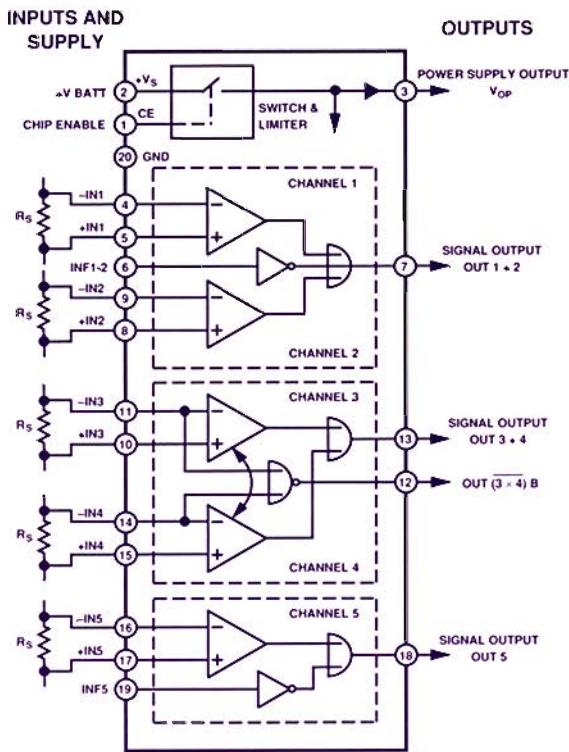 INPUTS AND
SUPPLY
OUTPUTS
+V BATT
2
+VS
CHIP ENABLE
1
CE
SWITCH &
LIMITER
3
POWER SUPPLY OUTPUT
VOP
20
GND
CHANNEL 1
RS
-IN1
4
−
+IN1
5
+
INF1-2
6
7
SIGNAL OUTPUT
OUT 1 + 2
RS
-IN2
9
−
+IN2
8
+
CHANNEL 2
CHANNEL 3
RS
-IN3
11
−
+IN3
10
+
13
SIGNAL OUTPUT
OUT 3 + 4
12
OUT (3 × 4) B
RS
-IN4
14
−
+IN4
15
+
CHANNEL 4
CHANNEL 5
RS
-IN5
16
−
+IN5
17
+
INF5
19
18
SIGNAL OUTPUT
OUT 5